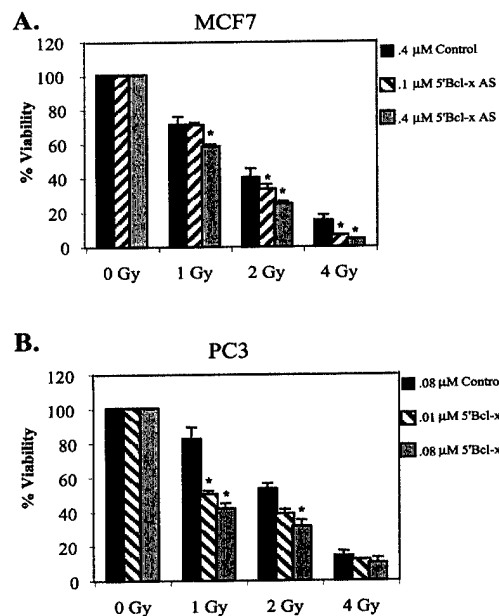 A.
MCF7
120
100
80
60
40
20
0
% Viability
0 Gy
1 Gy
2 Gy
4 Gy
*
*
*
*
*
.4 µM Control
.1 µM 5'Bcl-x AS
.4 µM 5'Bcl-x AS
B.
PC3
120
100
80
60
40
20
0
% Viability
0 Gy
1 Gy
2 Gy
4 Gy
*
*
*
.08 µM Control
.01 µM 5'Bcl-x
.08 µM 5'Bcl-x